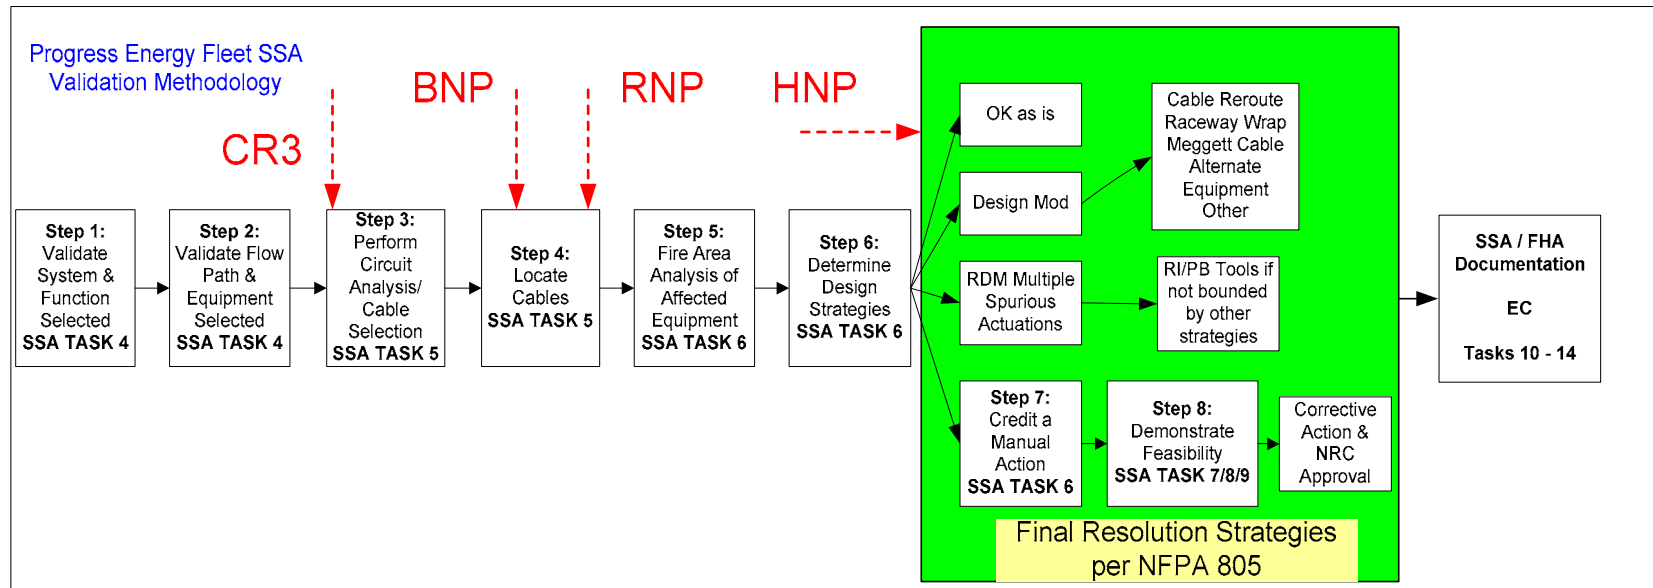 Progress Energy Fleet SSA
Validation Methodology
CR3
BNP
RNP
HNP
Step 1:
Validate
System &
Function
Selected
SSA TASK 4
Step 2:
Validate Flow
Path &
Equipment
Selected
SSA TASK 4
Step 3:
Perform
Circuit
Analysis/
Cable
Selection
SSA TASK 5
Step 4:
Locate
Cables
SSA TASK 5
Step 5:
Fire Area
Analysis of
Affected
Equipment
SSA TASK 6
Step 6:
Determine
Design
Strategies
SSA TASK 6
OK as is
Design Mod
Cable Reroute
Raceway Wrap
Meggett Cable
Alternate
Equipment
Other
RDM Multiple
Spurious
Actuations
RI/PB Tools if
not bounded
by other
strategies
Step 7:
Credit a
Manual
Action
SSA TASK 6
Step 8:
Demonstrate
Feasibility
SSA TASK 7/8/9
Corrective
Action &
NRC
Approval
Final Resolution Strategies
per NFPA 805
SSA / FHA
Documentation
EC
Tasks 10 - 14